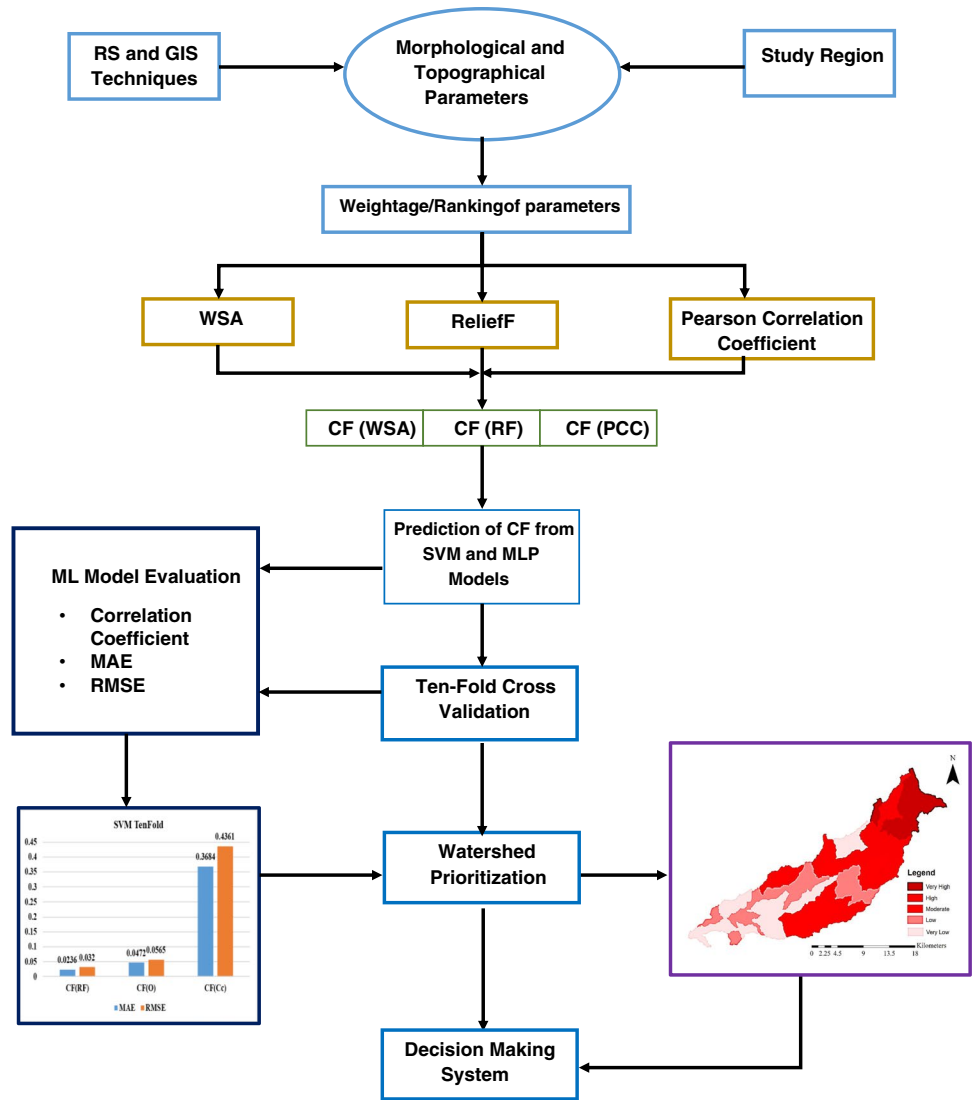 RS and GIS
Techniques
Morphological and
Topographical
Parameters
Study Region
Weightage/Rankingof parameters
WSA
ReliefF
Pearson Correlation
Coefficient
CF (WSA)
CF (RF)
CF (PCC)
Prediction of CF from
SVM and MLP
Models
ML Model Evaluation
• Correlation
Coefficient
• MAE
• RMSE
Ten-Fold Cross
Validation
SVM TenFold
0.45
0.4
0.35
0.3
0.25
0.2
0.15
0.1
0.05
0
0.0236
0.032
0.0472
0.0565
0.3684
0.4361
CF(RF)
CF(O)
CF(Cc)
MAE
RMSE
Watershed
Prioritization
N
Legend
Very High
High
Moderate
Low
Very Low
Kilometers
0 2.25 4.5 9 13.5 18
Decision Making
System